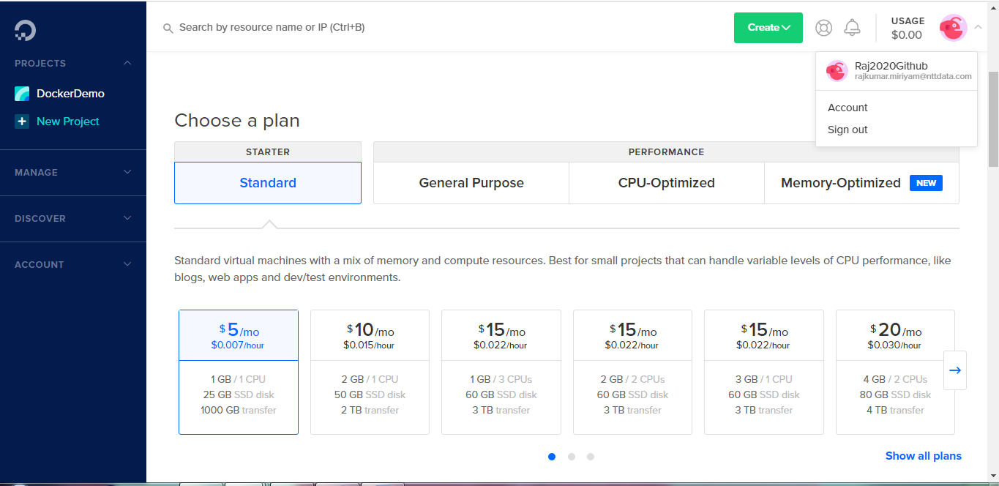 Search by resource name or IP (Ctrl+B)
Create
USAGE
$0.00
PROJECTS
DockerDemo
New Project
MANAGE
DISCOVER
ACCOUNT
Raj2020Github
rajkumar.miriyam@nttdata.com
Account
Sign out
Choose a plan
STARTER
PERFORMANCE
Standard
General Purpose
CPU-Optimized
Memory-Optimized NEW
Standard virtual machines with a mix of memory and compute resources. Best for small projects that can handle variable levels of CPU performance, like
blogs, web apps and dev/test environments.
$5/mo
$0.007/hour
1 GB / 1 CPU
25 GB SSD disk
1000 GB transfer
$10/mo
$0.015/hour
2 GB / 1 CPU
50 GB SSD disk
2 TB transfer
$15/mo
$0.022/hour
1 GB / 3 CPUs
60 GB SSD disk
3 TB transfer
$15/mo
$0.022/hour
2 GB / 2 CPUs
60 GB SSD disk
3 TB transfer
$15/mo
$0.022/hour
3 GB / 1 CPU
60 GB SSD disk
3 TB transfer
$20/mo
$0.030/hour
4 GB / 2 CPUs
80 GB SSD disk
4 TB transfer
Show all plans